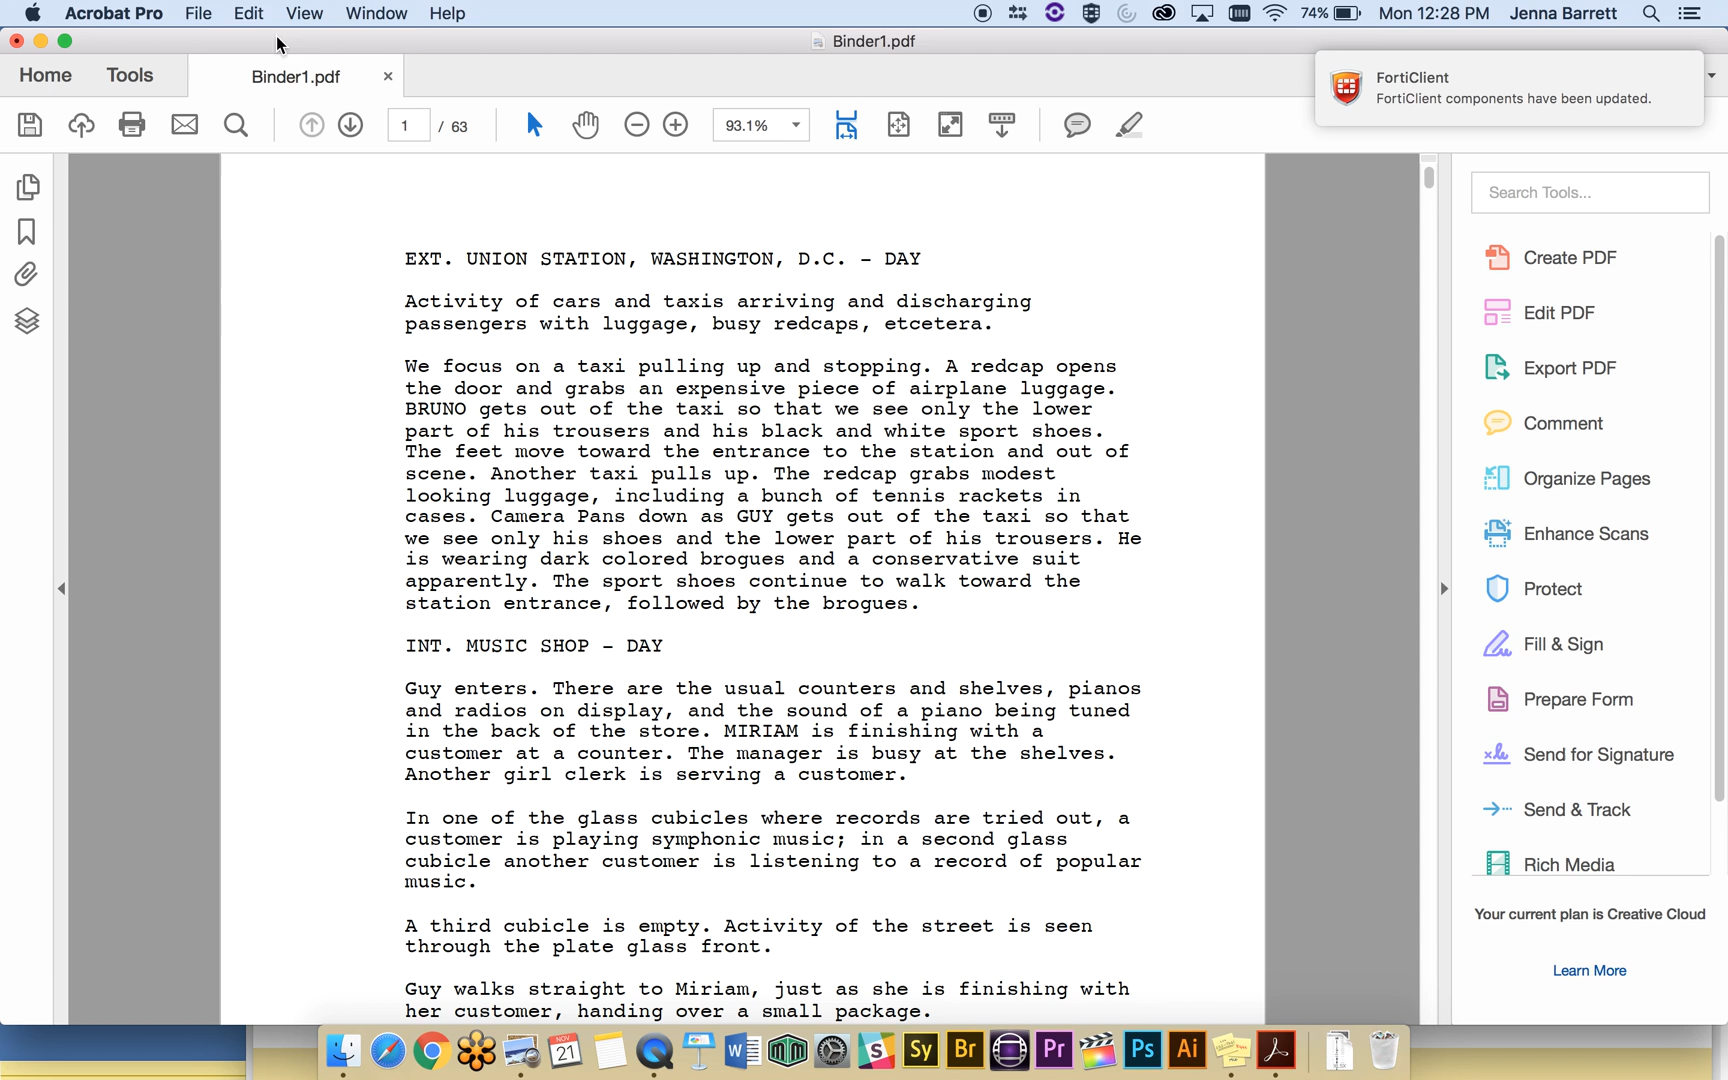 Acrobat Pro File Edit View Window Help 74% Mon 12:28 PM Jenna Barrett
Binder1.pdf
Home Tools Binder1.pdf
FortiClient
FortiClient components have been updated.
1 / 63 93.1%
Search Tools...
Create PDF
Edit PDF
Export PDF
Comment
Organize Pages
Enhance Scans
Protect
Fill & Sign
Prepare Form
Send for Signature
Send & Track
Rich Media
Your current plan is Creative Cloud
Learn More
EXT. UNION STATION, WASHINGTON, D.C. - DAY
Activity of cars and taxis arriving and discharging
passengers with luggage, busy redcaps, etcetera.
We focus on a taxi pulling up and stopping. A redcap opens
the door and grabs an expensive piece of airplane luggage.
BRUNO gets out of the taxi so that we see only the lower
part of his trousers and his black and white sport shoes.
The feet move toward the entrance to the station and out of
scene. Another taxi pulls up. The redcap grabs modest
looking luggage, including a bunch of tennis rackets in
cases. Camera Pans down as GUY gets out of the taxi so that
we see only his shoes and the lower part of his trousers. He
is wearing dark colored brogues and a conservative suit
apparently. The sport shoes continue to walk toward the
station entrance, followed by the brogues.
INT. MUSIC SHOP - DAY
Guy enters. There are the usual counters and shelves, pianos
and radios on display, and the sound of a piano being tuned
in the back of the store. MIRIAM is finishing with a
customer at a counter. The manager is busy at the shelves.
Another girl clerk is serving a customer.
In one of the glass cubicles where records are tried out, a
customer is playing symphonic music; in a second glass
cubicle another customer is listening to a record of popular
music.
A third cubicle is empty. Activity of the street is seen
through the plate glass front.
Guy walks straight to Miriam, just as she is finishing with
her customer, handing over a small package.
NOV
21
W
S
Sy Br Pr Ps Ai
XLSX